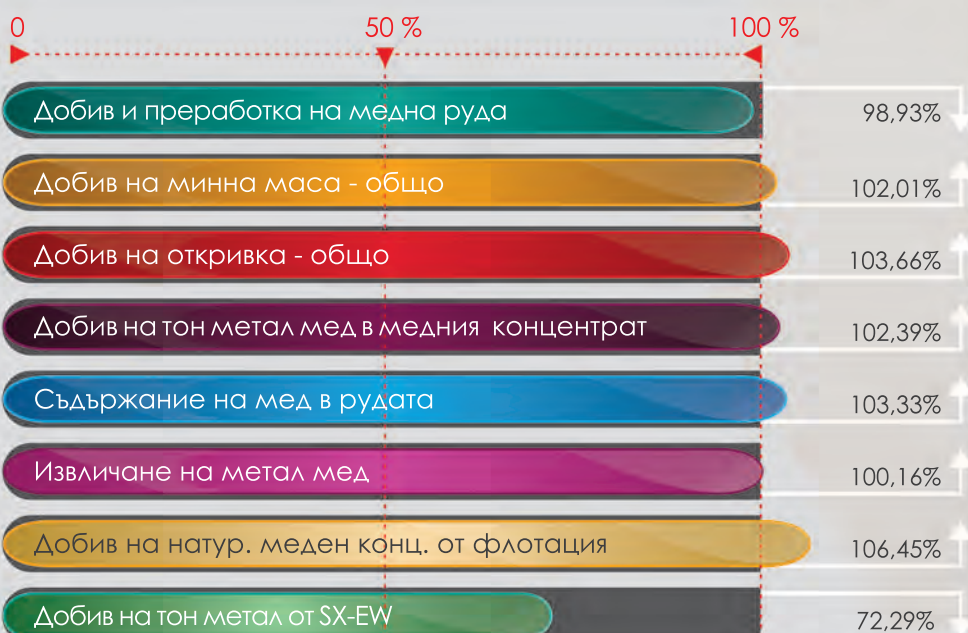 0 50 % 100 %
Добив и преработка на медна руда 98,93%
Добив на минна маса - общо 102,01%
Добив на откривка - общо 103,66%
Добив на тон метал мед в медния концентрат 102,39%
Съдържание на мед в рудата 103,33%
Извличане на метал мед 100,16%
Добив на натур. меден конц. от флотация 106,45%
Добив на тон метал от SX-EW 72,29%